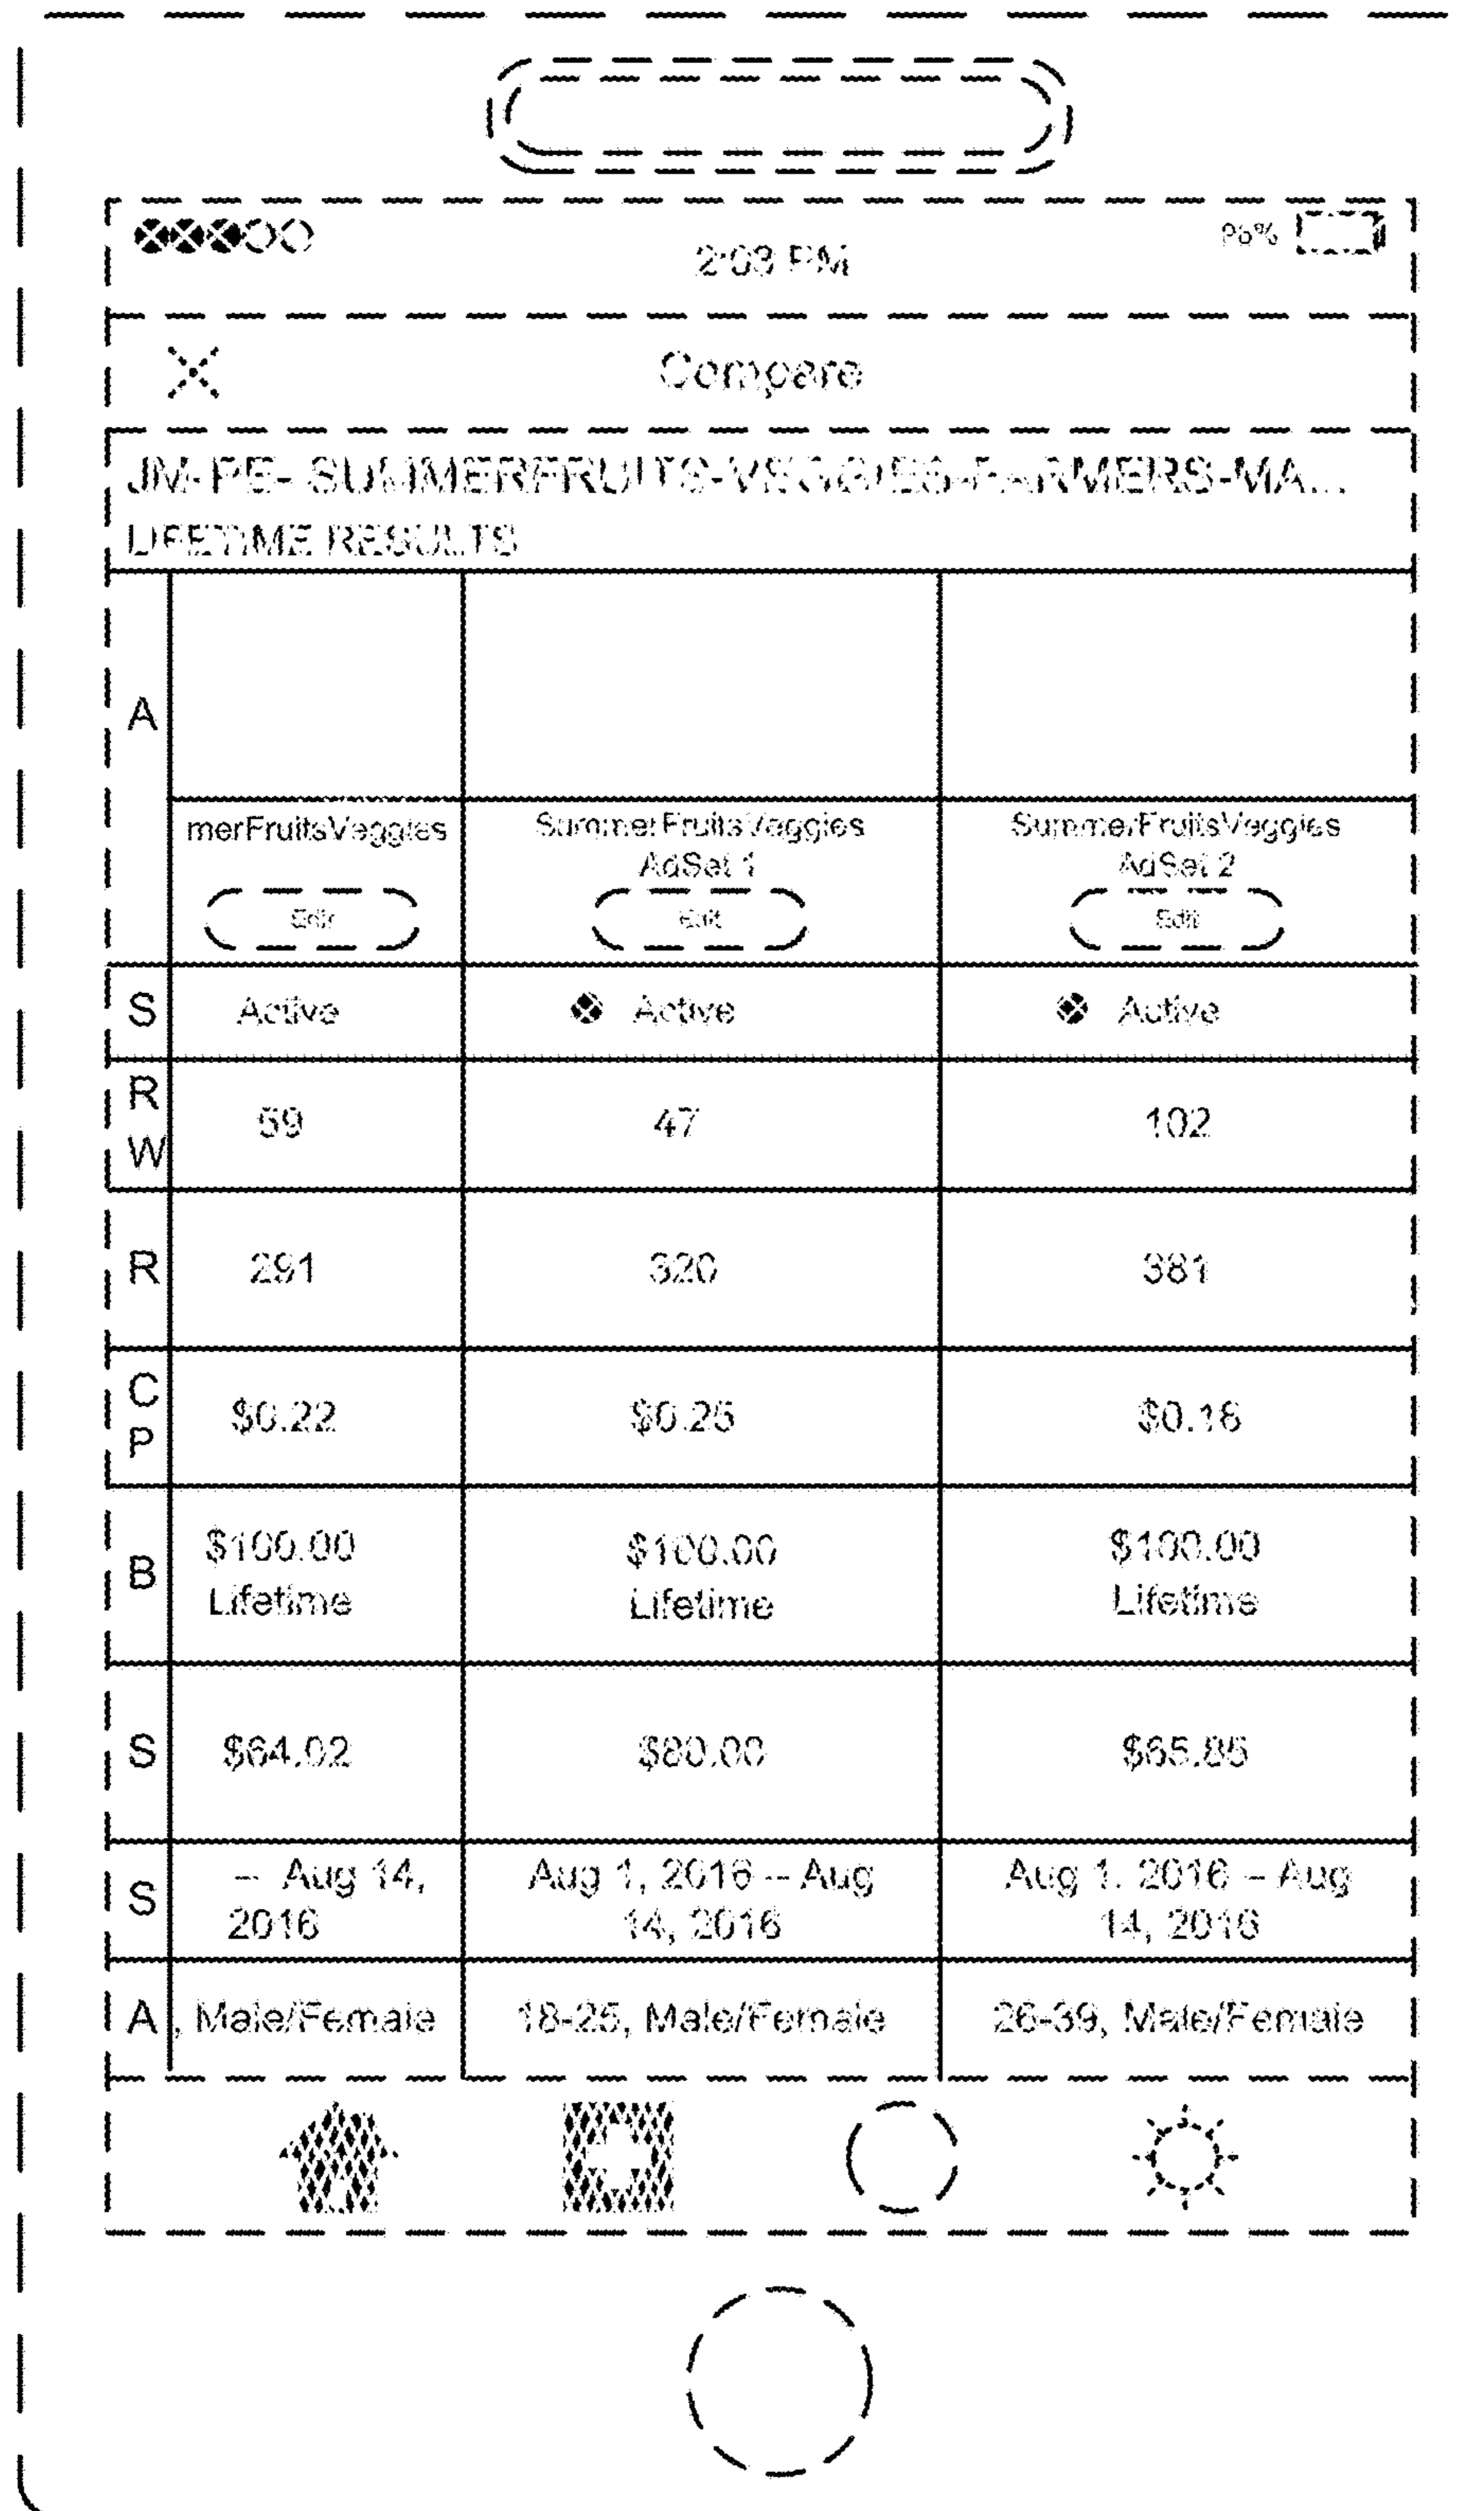 2:03 PM
96%
Compare
JM-PE- SUMMERFRUITS-VEGGIES-FARMERS-MA...
LIFETIME RESULTS
A
merFruitsVeggies
SummerFruitsVeggies
AdSet 1
SummerFruitsVeggies
AdSet 2
Edit
Edit
Edit
S
Active
Active
Active
R
W
59
47
102
R
291
320
381
C
P
$0.22
$0.25
$0.18
B
$100.00
Lifetime
$100.00
Lifetime
$100.00
Lifetime
S
$64.02
$80.00
$65.85
S
– Aug 14,
2016
Aug 1, 2016 – Aug
14, 2016
Aug 1, 2016 – Aug
14, 2016
A
, Male/Female
18-25, Male/Female
26-39, Male/Female